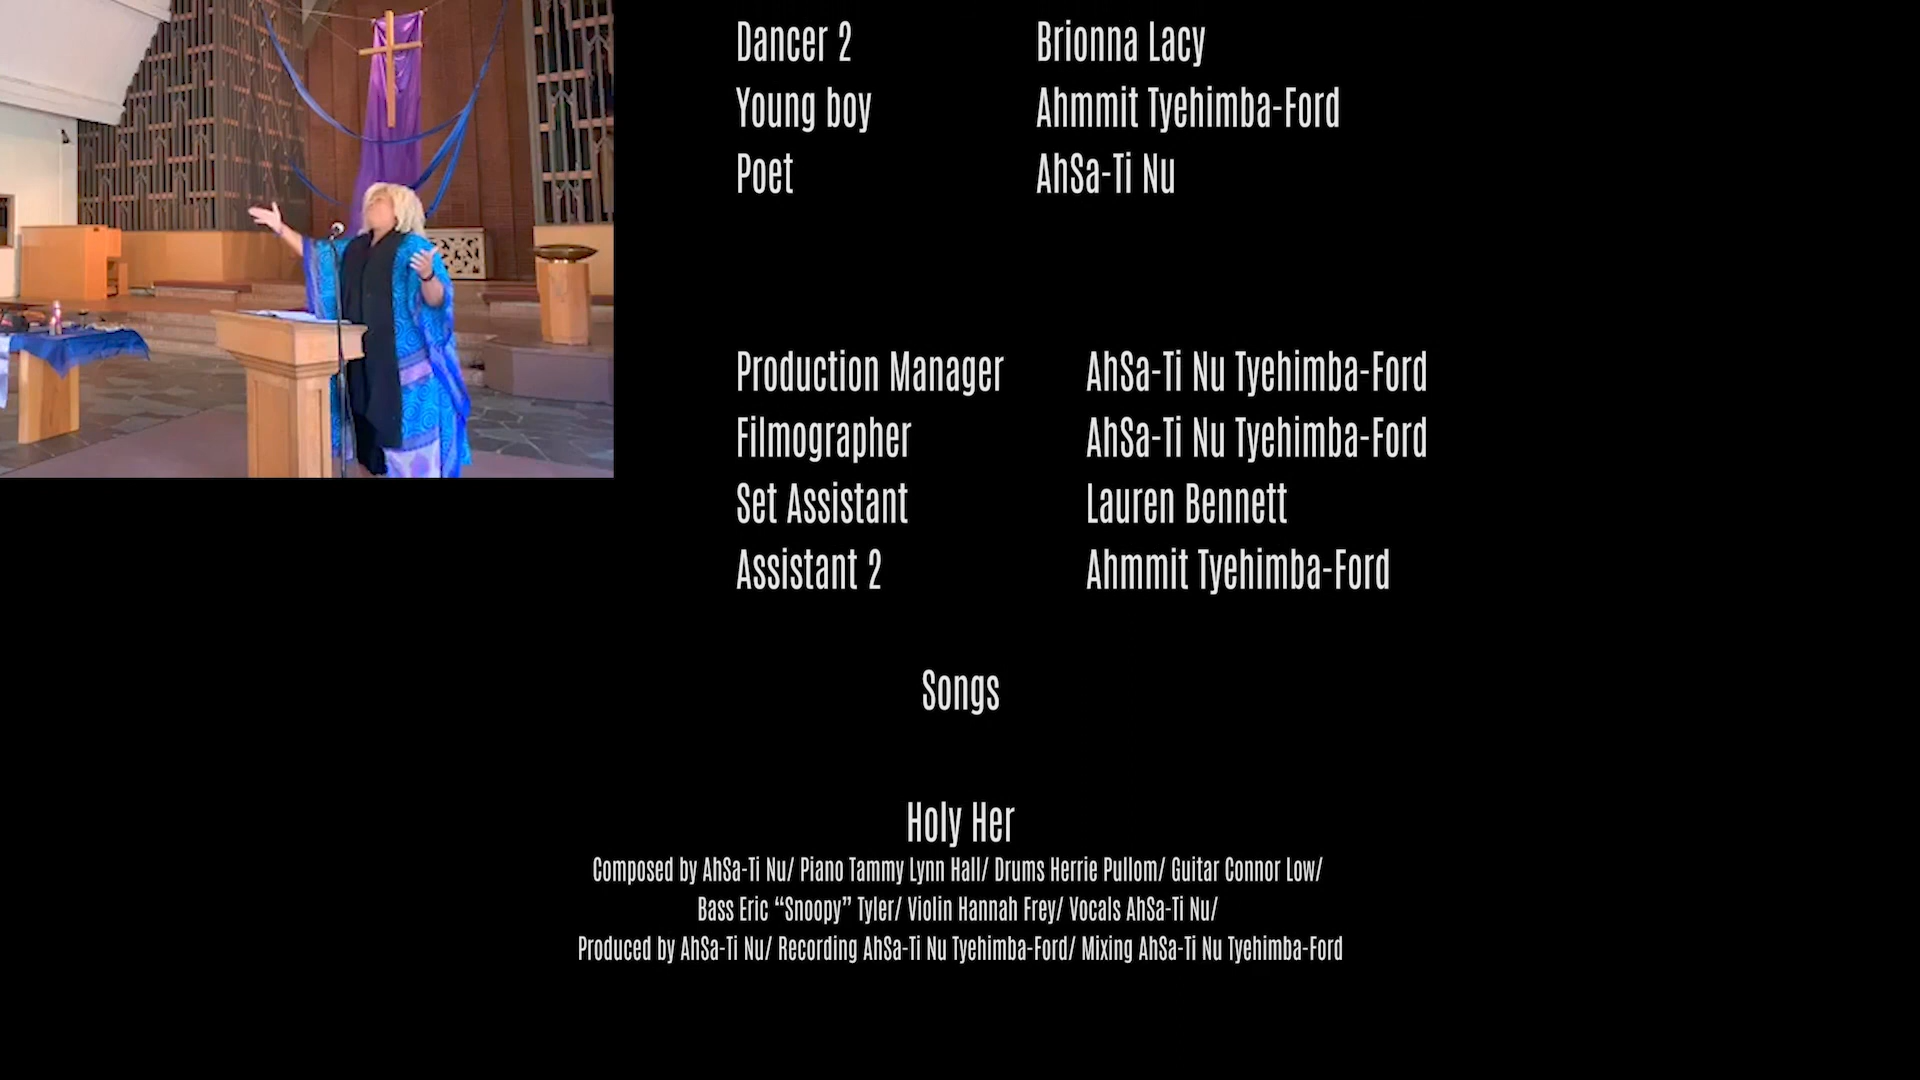 Dancer 2 Brionna Lacy
Young boy Ahmmit Tyehimba-Ford
Poet AhSa-Ti Nu
Production Manager AhSa-Ti Nu Tyehimba-Ford
Filmographer AhSa-Ti Nu Tyehimba-Ford
Set Assistant Lauren Bennett
Assistant 2 Ahmmit Tyehimba-Ford
Songs
Holy Her
Composed by AhSa-Ti Nu/ Piano Tammy Lynn Hall/ Drums Herrie Pullom/ Guitar Connor Low/
Bass Eric “Snoopy” Tyler/ Violin Hannah Frey/ Vocals AhSa-Ti Nu/
Produced by AhSa-Ti Nu/ Recording AhSa-Ti Nu Tyehimba-Ford/ Mixing AhSa-Ti Nu Tyehimba-Ford